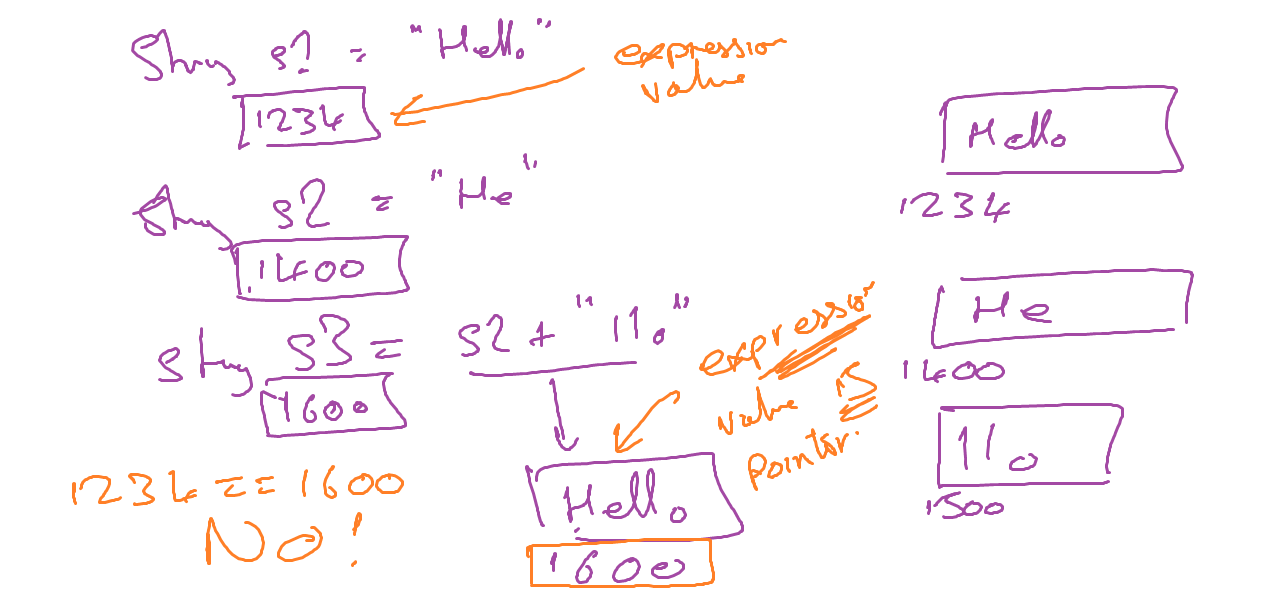 String s1 = "Hello"
1234
expression
value
String s2 = "He"
1400
String s3 = s2 + "llo"
1600
expression
value is
pointer.
Hello
1600
1234 == 1600
No!
Hello
1234
He
1400
llo
1500